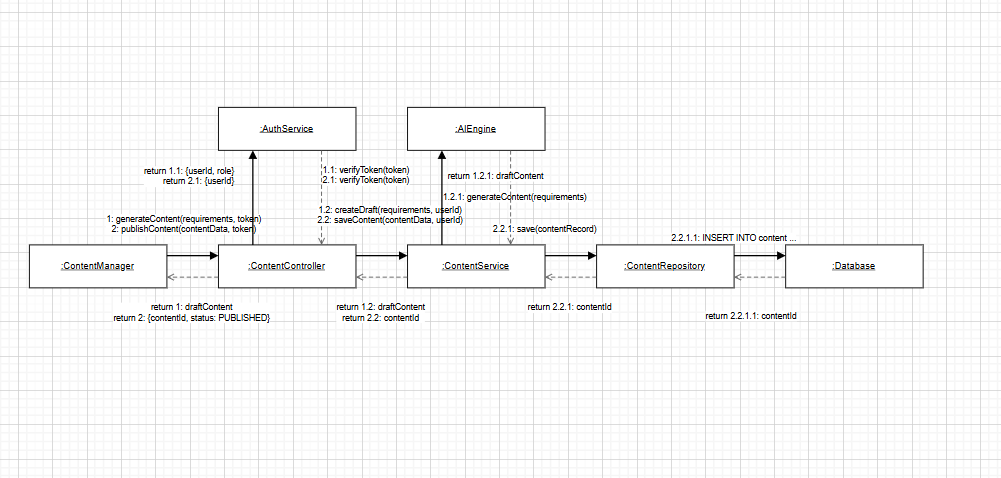 :AuthService
:AIEngine
return 1.1: {userId, role}
return 2.1: {userId}
1.1: verifyToken(token)
2.1: verifyToken(token)
return 1.2.1: draftContent
1.2.1: generateContent(requirements)
1: generateContent(requirements, token)
2: publishContent(contentData, token)
1.2: createDraft(requirements, userId)
2.2: saveContent(contentData, userId)
2.2.1: save(contentRecord)
2.2.1.1: INSERT INTO content ...
:ContentManager
:ContentController
:ContentService
:ContentRepository
:Database
return 1: draftContent
return 2: {contentId, status: PUBLISHED}
return 1.2: draftContent
return 2.2: contentId
return 2.2.1: contentId
return 2.2.1.1: contentId